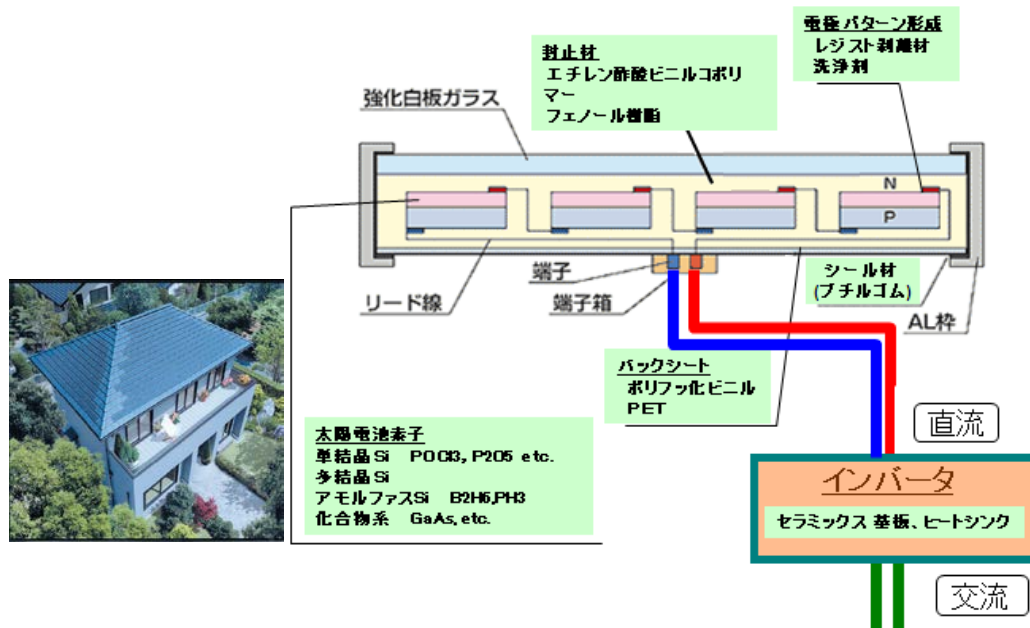 電極パターン形成
レジスト剥離材
洗浄剤
封止材
エチレン酢酸ビニルコポリ
マー
フェノール樹脂
強化白板ガラス
N
P
端子
リード線
端子箱
シール材
(ブチルゴム)
AL枠
バックシート
ポリフッ化ビニル
PET
太陽電池素子
単結晶Si POCl3, P2O5 etc.
多結晶Si
アモルファスSi B2H6,PH3
化合物系 GaAs,etc.
直流
インバータ
セラミックス基板、ヒートシンク
交流